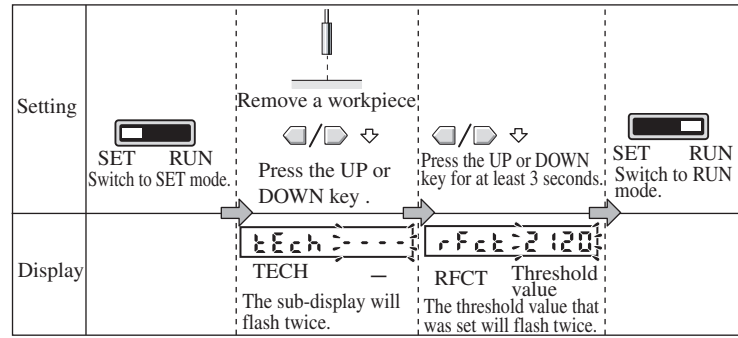 Setting
SET RUN
Switch to SET mode.
Remove a workpiece
/
Press the UP or
DOWN key .
/
Press the UP or DOWN
key for at least 3 seconds.
SET RUN
Switch to RUN
mode.
Display
tEch - - - -
TECH —
The sub-display will
flash twice.
rFct 2120
RFCT Threshold
value
The threshold value that
was set will flash twice.